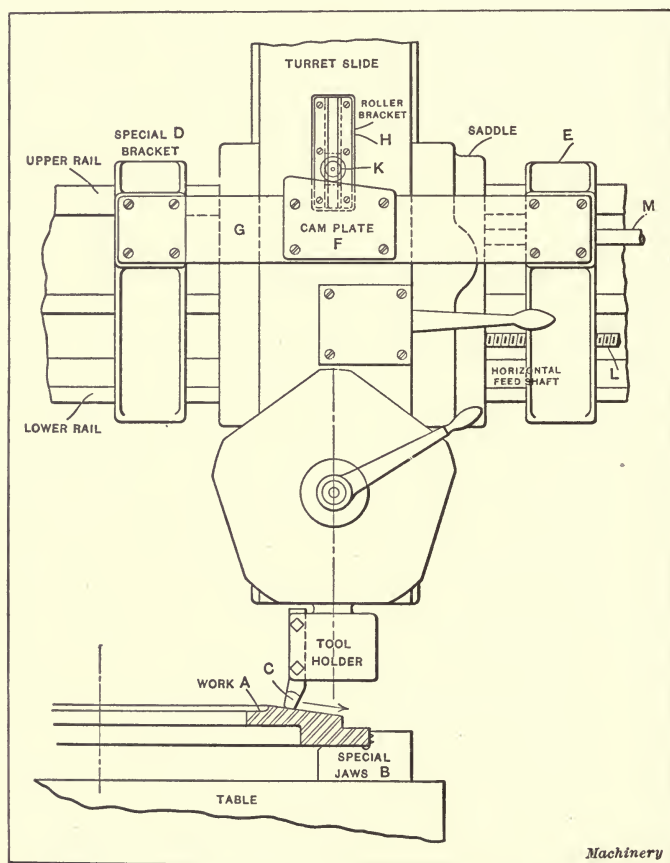 TURRET SLIDE
ROLLER
BRACKET
H
SPECIAL D
BRACKET
SADDLE
E
UPPER RAIL
K
M
G
CAM PLATE
F
HORIZONTAL
FEED SHAFT
L
LOWER RAIL
TOOL
HOLDER
C
WORK A
SPECIAL
JAWS B
TABLE
Machinery